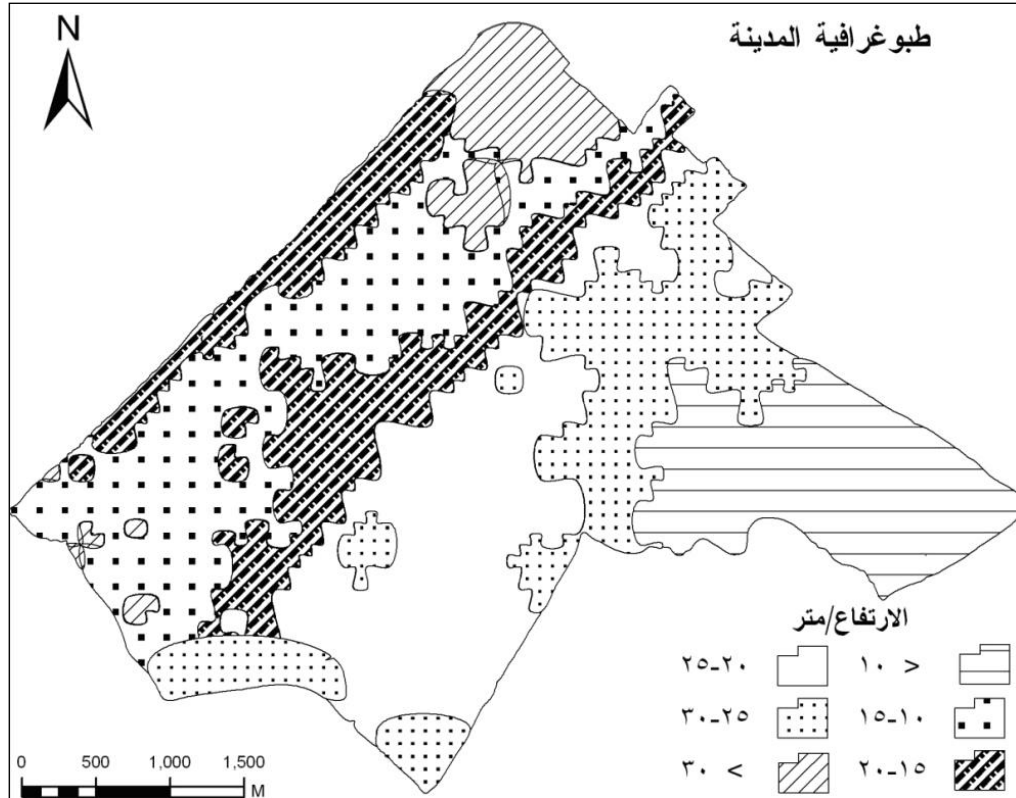 طبوغرافية المدينة
N
الارتفاع/متر
< ١٠
٢٠-٢٥
١٠-١٥
٢٥-٣٠
١٥-٢٠
> ٣٠
0 500 1,000 1,500
M